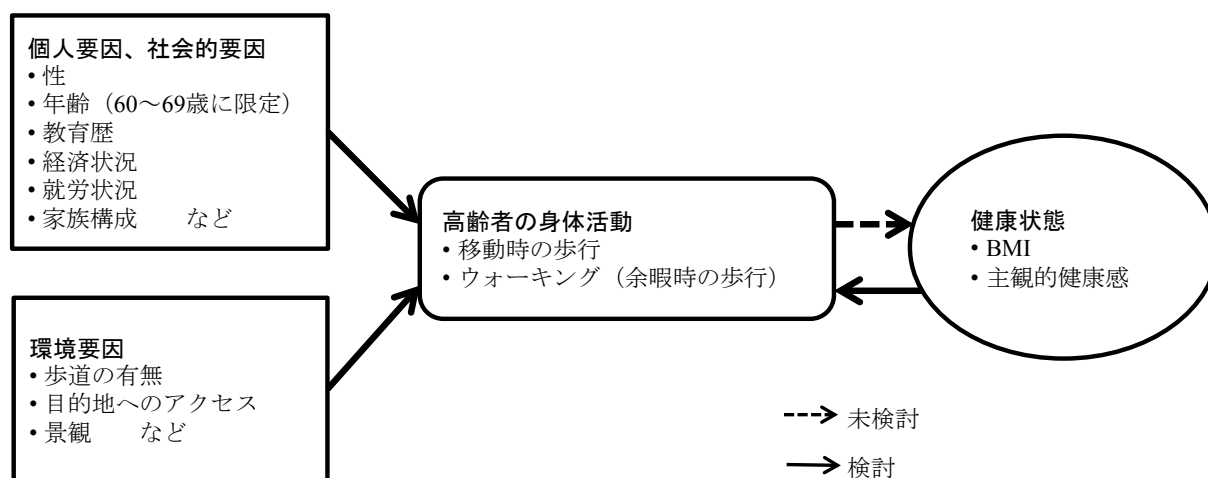 個人要因、社会的要因
• 性
• 年齢（60～69歳に限定）
• 教育歴
• 経済状況
• 就労状況
• 家族構成　　など
環境要因
• 歩道の有無
• 目的地へのアクセス
• 景観　　など
高齢者の身体活動
• 移動時の歩行
• ウォーキング（余暇時の歩行）
健康状態
• BMI
• 主観的健康感
未検討
検討